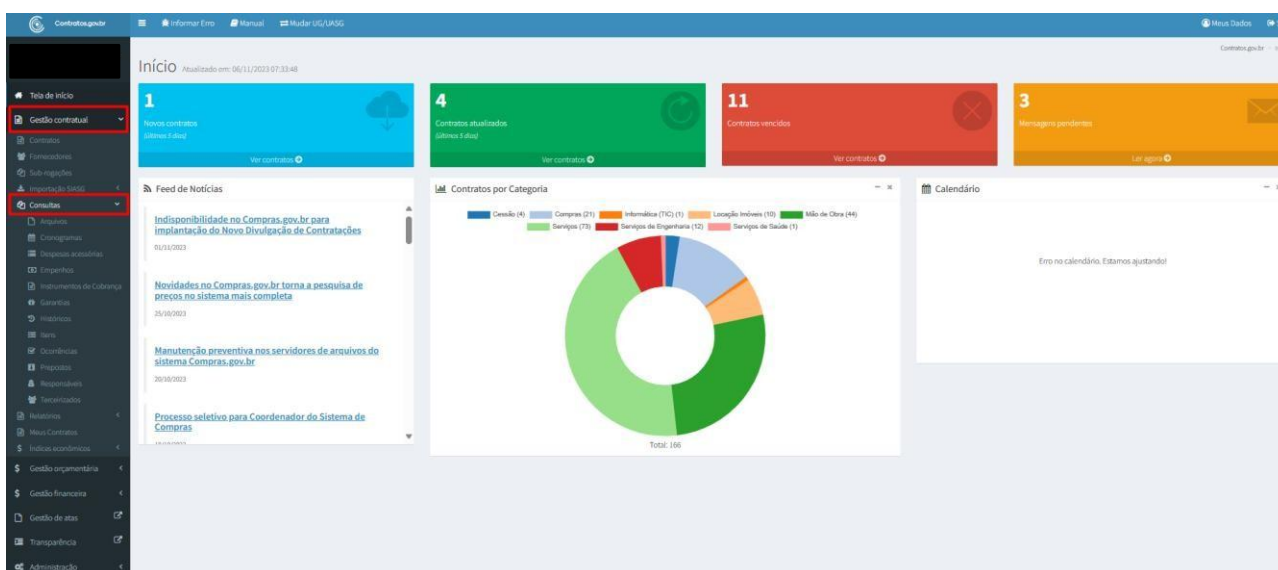 Contratos.gov.br
Informar Erro
Manual
Mudar UG/UASG
Meus Dados
Contratos.gov.br
Início Atualizado em: 06/11/2023 07:33:48
Tela de início
Gestão contratual
Contratos
Fornecedores
Sub-rogações
Importação SIASG
Consultas
Arquivos
Cronogramas
Despesas acessórias
Empenhos
Instrumentos de Cobrança
Garantias
Históricos
Itens
Ocorrências
Prepostos
Responsáveis
Terceirizados
Relatórios
Meus Contratos
Índices econômicos
Gestão orçamentária
Gestão financeira
Gestão de atas
Transparência
Administração
1
Novos contratos
(últimos 5 dias)
Ver contratos
4
Contratos atualizados
(últimos 5 dias)
Ver contratos
11
Contratos vencidos
Ver contratos
3
Mensagens pendentes
Ler agora
Feed de Notícias
Indisponibilidade no Compras.gov.br para
implantação do Novo Divulgação de Contratações
01/11/2023
Novidades no Compras.gov.br torna a pesquisa de
preços no sistema mais completa
25/10/2023
Manutenção preventiva nos servidores de arquivos do
sistema Compras.gov.br
20/10/2023
Processo seletivo para Coordenador do Sistema de
Compras
Contratos por Categoria
Cessão (4) Compras (21) Informática (TIC) (1) Locação Imóveis (10) Mão de Obra (44)
Serviços (73) Serviços de Engenharia (12) Serviços de Saúde (1)
Total: 166
Calendário
Erro no calendário. Estamos ajustando!